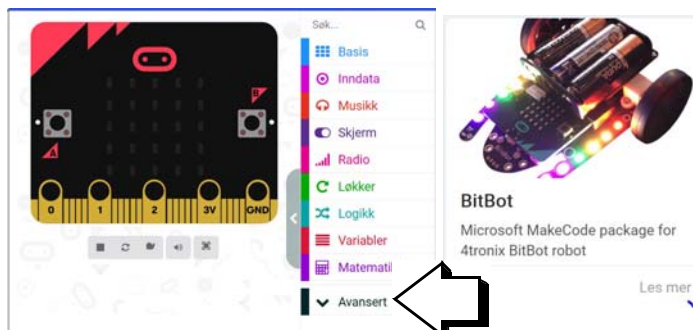 Søk...
Basis
Inndata
Musikk
Skjerm
Radio
Løkker
Logikk
Variabler
Matemati
Avansert
B
A
0 1 2 3V GND
BitBot
Microsoft MakeCode package for
4tronix BitBot robot
Les mer